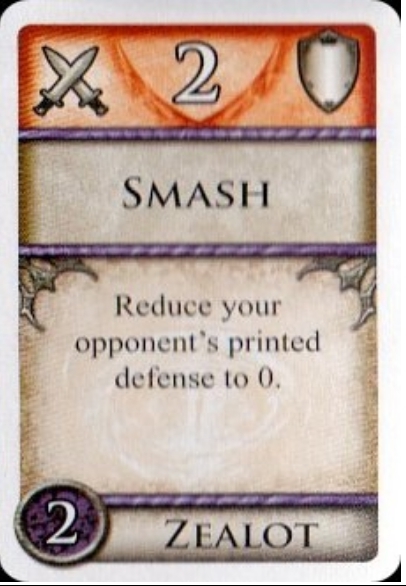 2
SMASH
Reduce your
opponent's printed
defense to 0.
2
ZEALOT